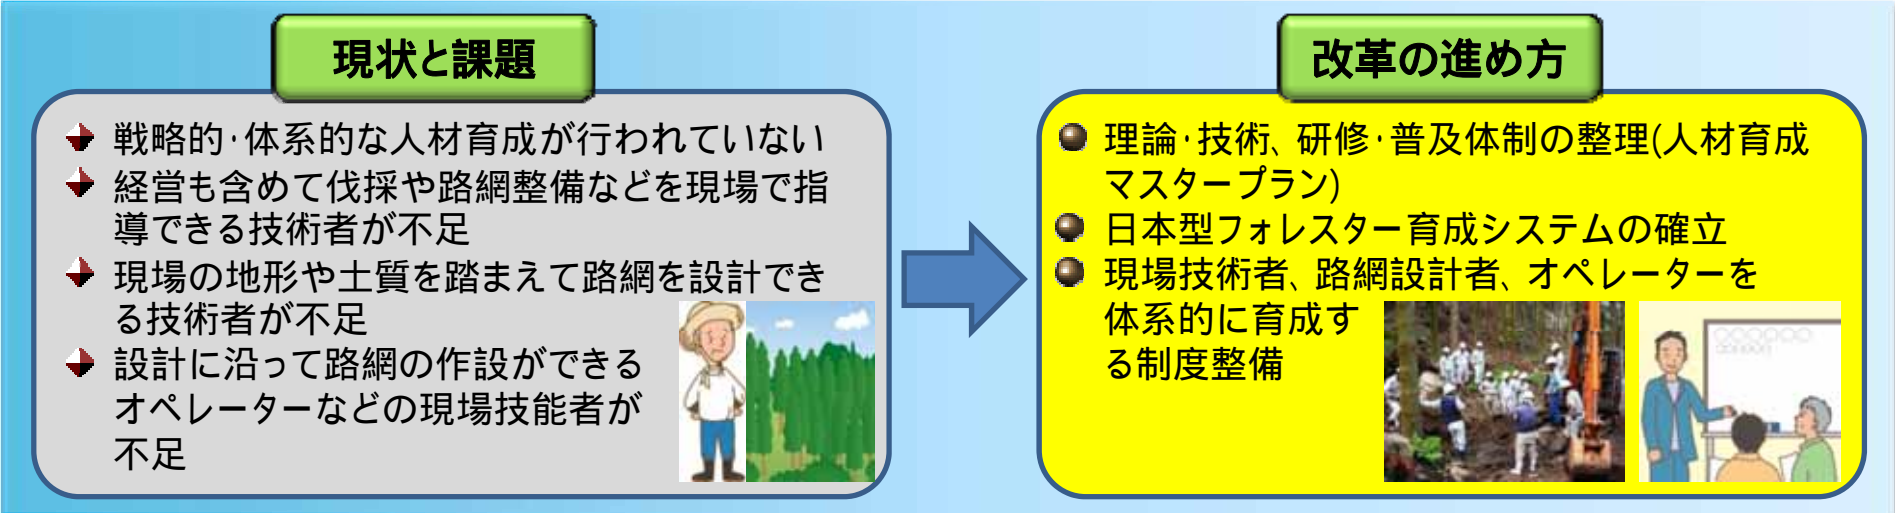 現状と課題
戦略的・体系的な人材育成が行われていない
経営も含めて伐採や路網整備などを現場で指
導できる技術者が不足
現場の地形や土質を踏まえて路網を設計でき
る技術者が不足
設計に沿って路網の作設ができる
オペレーターなどの現場技能者が
不足
改革の進め方
理論・技術、研修・普及体制の整理(人材育成
マスタープラン)
日本型フォレスター育成システムの確立
現場技術者、路網設計者、オペレーターを
体系的に育成す
る制度整備